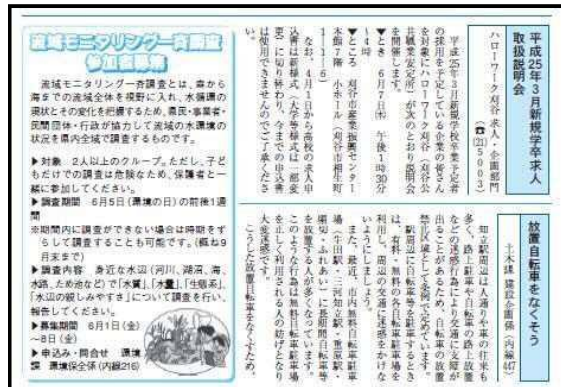 平成25年3月新規学卒求人
取扱説明会
ハローワーク刈谷 求人・企画部門
(☎(21)5003)
平成25年3月新規学校卒業予定者
の採用を予定している企業の皆さん
を対象にハローワーク刈谷(刈谷公
共職業安定所)が次のとおり説明会
を開催します。
▼とき 6月7日㈭ 午後1時30分
~4時
▼ところ 刈谷市産業振興センター
本館7階 小ホール(刈谷市相生町
1―1―6)
なお、4月1日から高校の求人申
込書は新様式(大学等様式は一部変
更)に切り替わり、今までの申込書
は使用できませんのでご了承くださ
い。
放置自転車をなくそう
土木課 建設企画係(内線447)
知立駅周辺は人通りや車の往来も
多く、路上駐車や自転車の路上放置
などの迷惑行為により交通に支障が
出ることがあるため、自転車の放置
禁止区域として条例で定めています。
駅周辺に自転車等を駐車するとき
は、有料・無料の各自転車駐車場を
利用し、周辺の交通に迷惑をかけな
いようにしましょう。
また、最近、市内無料自転車駐車
場(牛田駅・三河知立駅・重原駅・
堀切・ふれあい)に長期間自転車等
を放置する人が多くなっています。
このような行為は無料自転車駐車場
を正しく利用される人の妨げとなり
大変迷惑です。
こうした放置自転車をなくすため、
流域モニタリング一斉調査
参加者募集
流域モニタリング一斉調査とは、森から
海までの流域全体を視野に入れ、水循環の
現状とその変化を把握するため、県民・事業者・
民間団体・行政が協力して流域の水環境の
状況を県内全域で調査するものです。
▶対象 2人以上のグループ。ただし、子ど
もだけでの調査は危険なため、保護者と一
緒に参加してください。
▶調査期間 6月5日(環境の日)の前後1週
間
※期間内に調査ができない場合は時期をず
らして調査することも可能です。(概ね9
月末まで)
▶調査内容 身近な水辺(河川、湖沼、海、
水路、ため池など)で「水質」、「水量」、「生態系」、
「水辺の親しみやすさ」について調査を行い、
報告してください。
▶募集期間 6月1日(金)
~8日(金)
▶申込み・問合せ 環境
課 環境保全係(内線216)